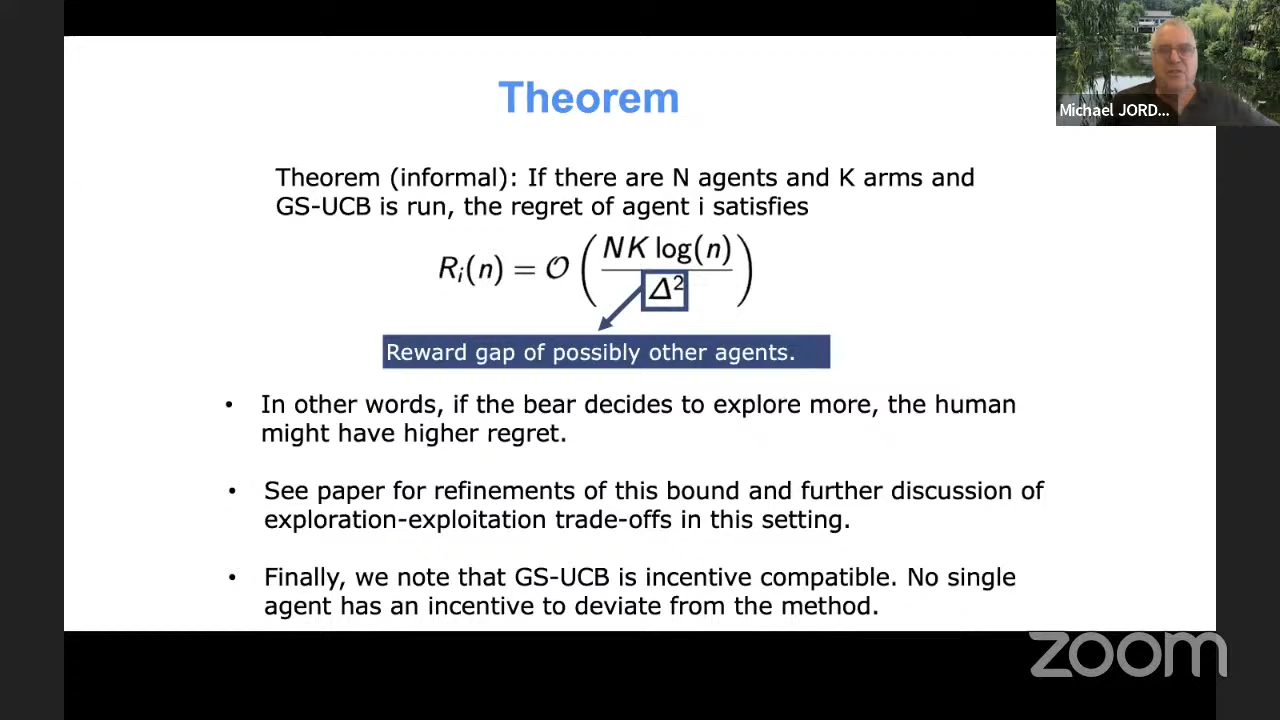 Theorem
Michael JORD...
Theorem (informal): If there are N agents and K arms and
GS-UCB is run, the regret of agent i satisfies
R_i(n) = O(NK log(n) / Δ²)
Reward gap of possibly other agents.
• In other words, if the bear decides to explore more, the human
might have higher regret.
• See paper for refinements of this bound and further discussion of
exploration-exploitation trade-offs in this setting.
• Finally, we note that GS-UCB is incentive compatible. No single
agent has an incentive to deviate from the method.
zoom